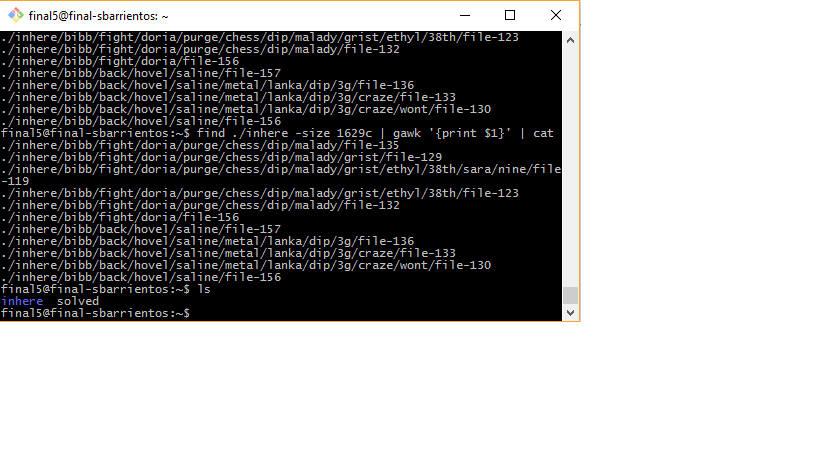 final5@final-sbarrientos: ~
./inhere/bibb/fight/doria/purge/chess/dip/malady/grist/ethyl/38th/file-123
./inhere/bibb/fight/doria/purge/chess/dip/malady/file-132
./inhere/bibb/fight/doria/file-156
./inhere/bibb/back/hovel/saline/file-157
./inhere/bibb/back/hovel/saline/metal/lanka/dip/3g/file-136
./inhere/bibb/back/hovel/saline/metal/lanka/dip/3g/craze/file-133
./inhere/bibb/back/hovel/saline/metal/lanka/dip/3g/craze/wont/file-130
./inhere/bibb/back/hovel/saline/file-156
final5@final-sbarrientos:~$ find ./inhere -size 1629c | gawk '{print $1}' | cat
./inhere/bibb/fight/doria/purge/chess/dip/malady/file-135
./inhere/bibb/fight/doria/purge/chess/dip/malady/grist/file-129
./inhere/bibb/fight/doria/purge/chess/dip/malady/grist/ethyl/38th/sara/nine/file
-119
./inhere/bibb/fight/doria/purge/chess/dip/malady/grist/ethyl/38th/file-123
./inhere/bibb/fight/doria/purge/chess/dip/malady/file-132
./inhere/bibb/fight/doria/file-156
./inhere/bibb/back/hovel/saline/file-157
./inhere/bibb/back/hovel/saline/metal/lanka/dip/3g/file-136
./inhere/bibb/back/hovel/saline/metal/lanka/dip/3g/craze/file-133
./inhere/bibb/back/hovel/saline/metal/lanka/dip/3g/craze/wont/file-130
./inhere/bibb/back/hovel/saline/file-156
final5@final-sbarrientos:~$ ls
inhere  solved
final5@final-sbarrientos:~$